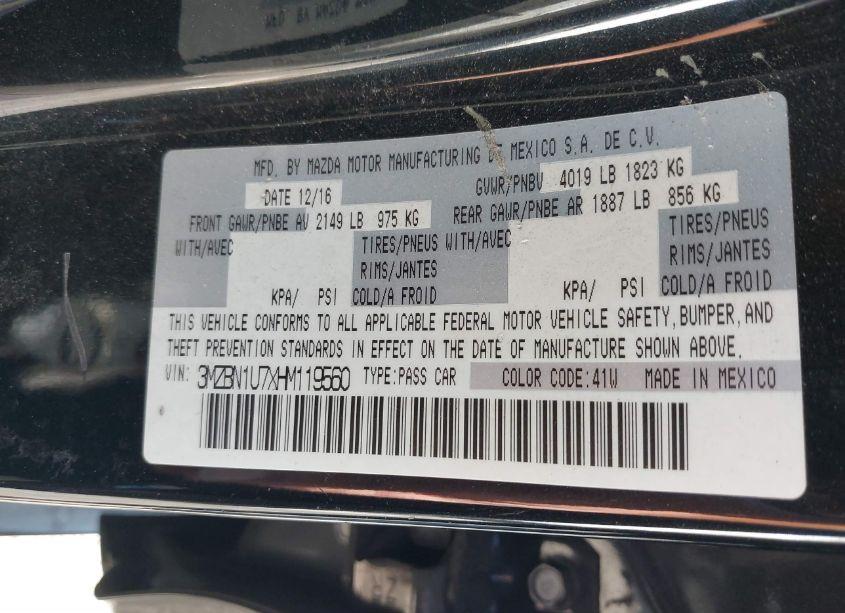 MFD. BY MAZDA MOTOR MANUFACTURING DE MEXICO S.A. DE C.V.
DATE 12/16 GVWR/PNBV 4019 LB 1823 KG
FRONT GAWR/PNBE AV 2149 LB 975 KG REAR GAWR/PNBE AR 1887 LB 856 KG
WITH/AVEC TIRES/PNEUS WITH/AVEC TIRES/PNEUS
RIMS/JANTES RIMS/JANTES
KPA/ PSI COLD/A FROID KPA/ PSI COLD/A FROID
THIS VEHICLE CONFORMS TO ALL APPLICABLE FEDERAL MOTOR VEHICLE SAFETY, BUMPER, AND
THEFT PREVENTION STANDARDS IN EFFECT ON THE DATE OF MANUFACTURE SHOWN ABOVE.
VIN: 3MZBN1U7XHM119560 TYPE:PASS CAR COLOR CODE:41W MADE IN MEXICO